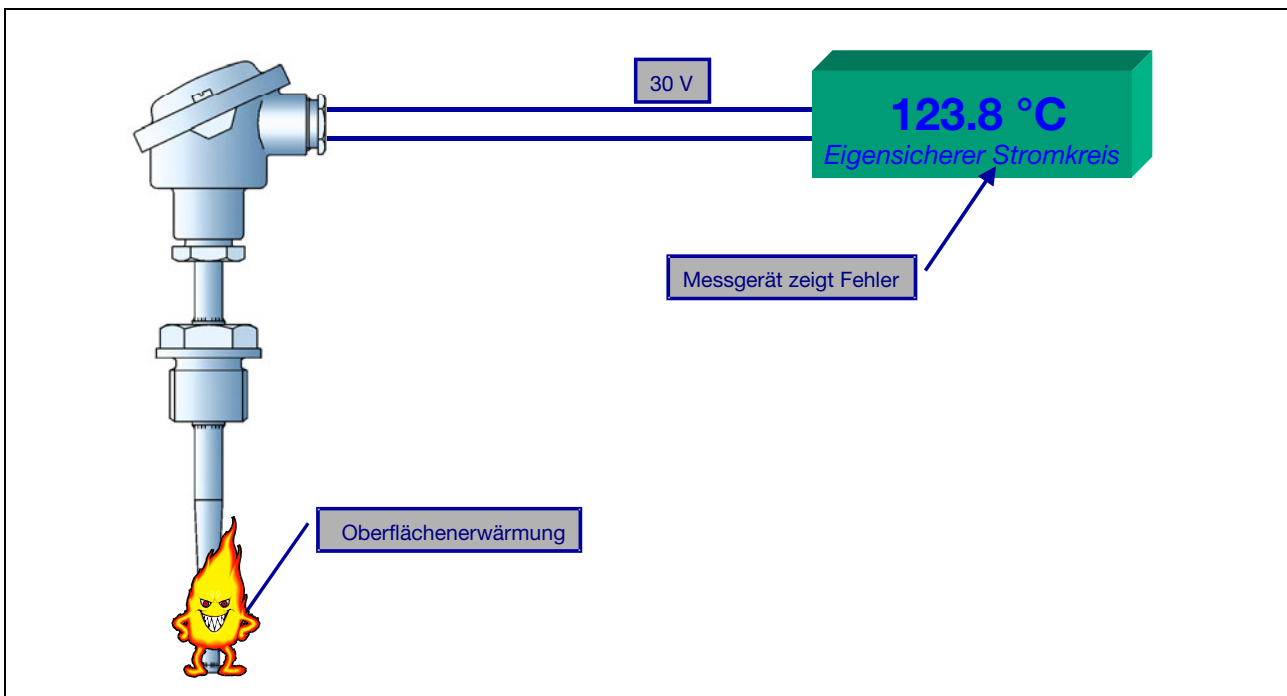 30 V
123.8 °C
Eigensicherer Stromkreis
Messgerät zeigt Fehler
Oberflächenerwärmung